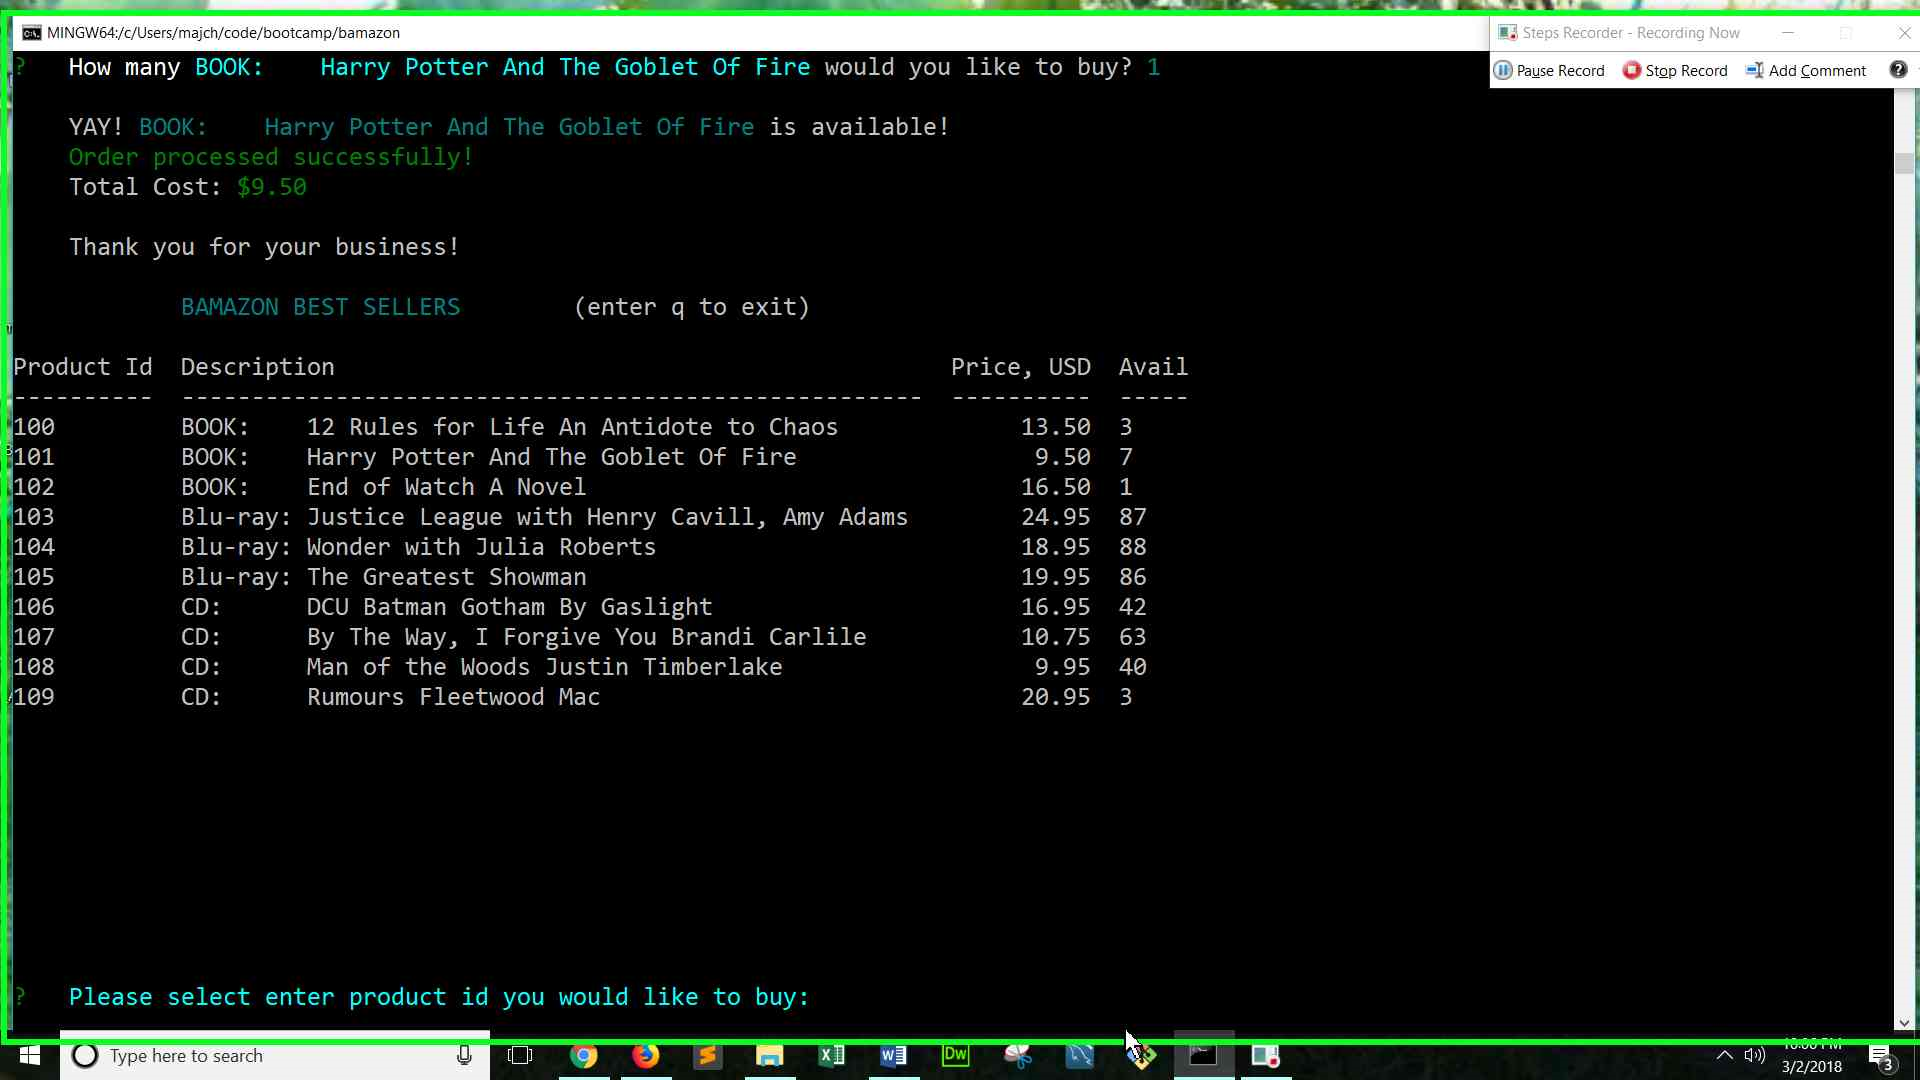 MINGW64:/c/Users/majch/code/bootcamp/bamazon
Steps Recorder - Recording Now
Pause Record Stop Record Add Comment
? How many BOOK: Harry Potter And The Goblet Of Fire would you like to buy? 1
YAY! BOOK: Harry Potter And The Goblet Of Fire is available!
Order processed successfully!
Total Cost: $9.50
Thank you for your business!
BAMAZON BEST SELLERS (enter q to exit)
Product Id Description Price, USD Avail
---------- ----------------------------------------------------- ---------- -----
100 BOOK: 12 Rules for Life An Antidote to Chaos 13.50 3
101 BOOK: Harry Potter And The Goblet Of Fire 9.50 7
102 BOOK: End of Watch A Novel 16.50 1
103 Blu-ray: Justice League with Henry Cavill, Amy Adams 24.95 87
104 Blu-ray: Wonder with Julia Roberts 18.95 88
105 Blu-ray: The Greatest Showman 19.95 86
106 CD: DCU Batman Gotham By Gaslight 16.95 42
107 CD: By The Way, I Forgive You Brandi Carlile 10.75 63
108 CD: Man of the Woods Justin Timberlake 9.95 40
109 CD: Rumours Fleetwood Mac 20.95 3
? Please select enter product id you would like to buy:
Type here to search
Dw
3/2/2018
3